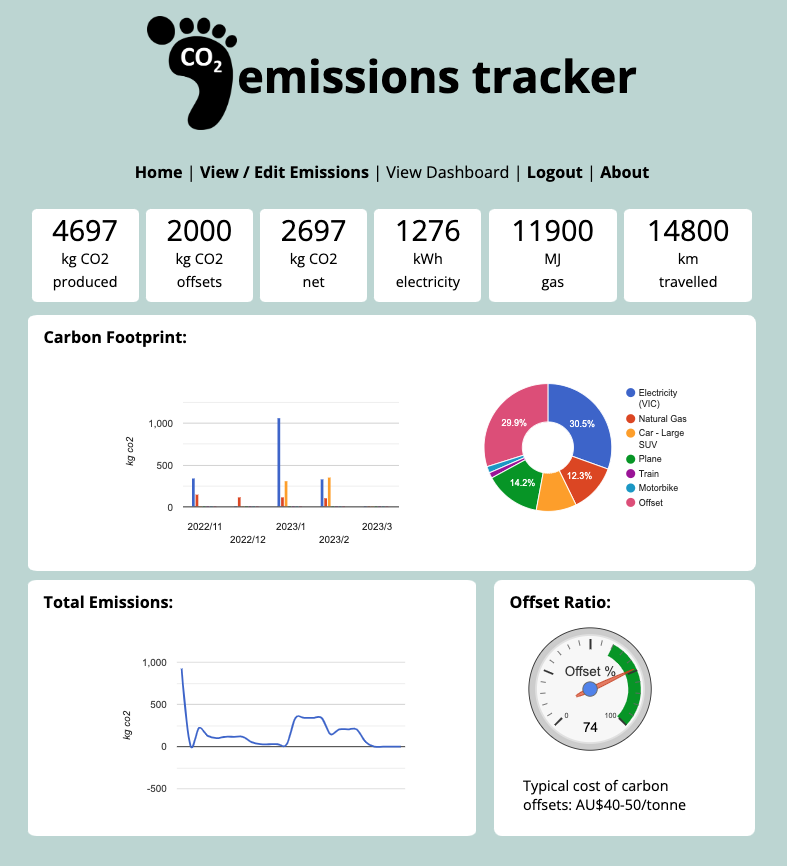 CO2
emissions tracker
Home | View / Edit Emissions | View Dashboard | Logout | About
4697
kg CO2
produced
2000
kg CO2
offsets
2697
kg CO2
net
1276
kWh
electricity
11900
MJ
gas
14800
km
travelled
Carbon Footprint:
kg co2
1,000
500
0
2022/11
2022/12
2023/1
2023/2
2023/3
29.9%
30.5%
14.2%
12.3%
Electricity
(VIC)
Natural Gas
Car - Large
SUV
Plane
Train
Motorbike
Offset
Total Emissions:
kg co2
1,000
500
0
-500
Offset Ratio:
Offset %
0
100
74
Typical cost of carbon
offsets: AU$40-50/tonne